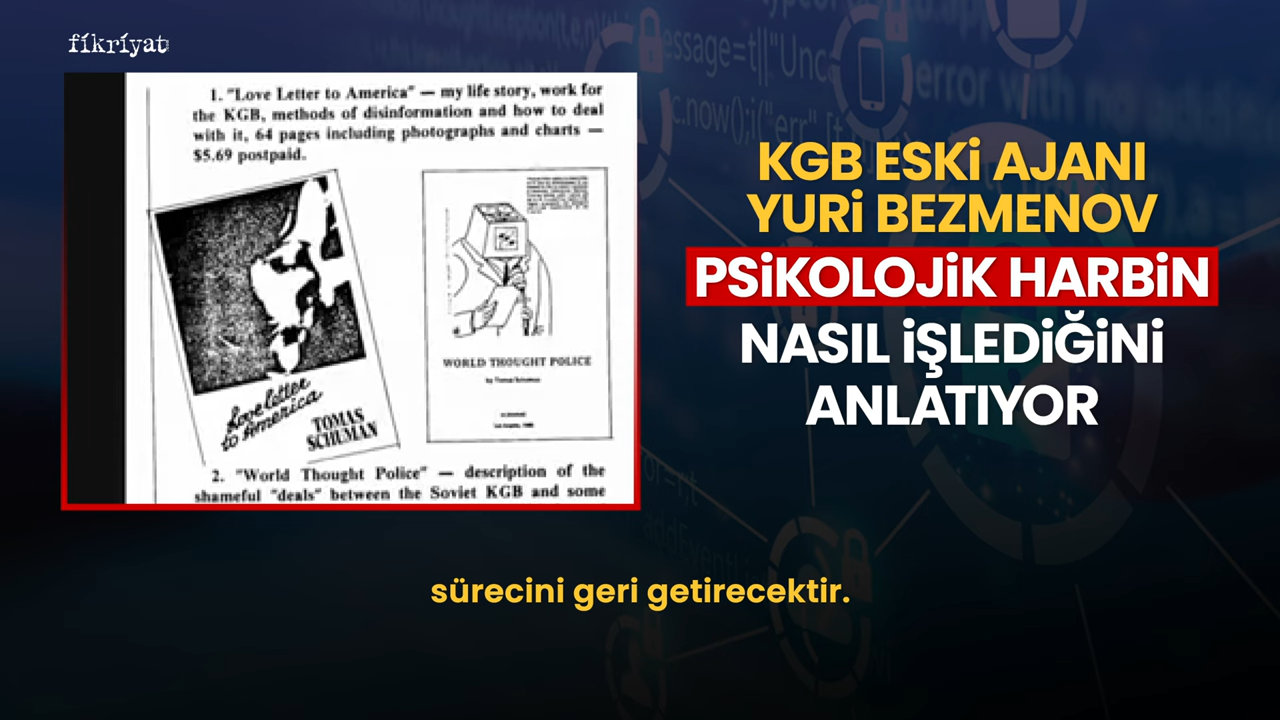 fikriyat
1. "Love Letter to America" — my life story, work for
the KGB, methods of disinformation and how to deal
with it, 64 pages including photographs and charts —
$5.69 postpaid.
Love letter
to America
TOMAS
SCHUMAN
WORLD THOUGHT POLICE
by Tomas Schuman
2. "World Thought Police" — description of the
shameful "deals" between the Soviet KGB and some
KGB ESKİ AJANI
YURİ BEZMENOV
PSİKOLOJİK HARBİN
NASIL İŞLEDİĞİNİ
ANLATIYOR
sürecini geri getirecektir.